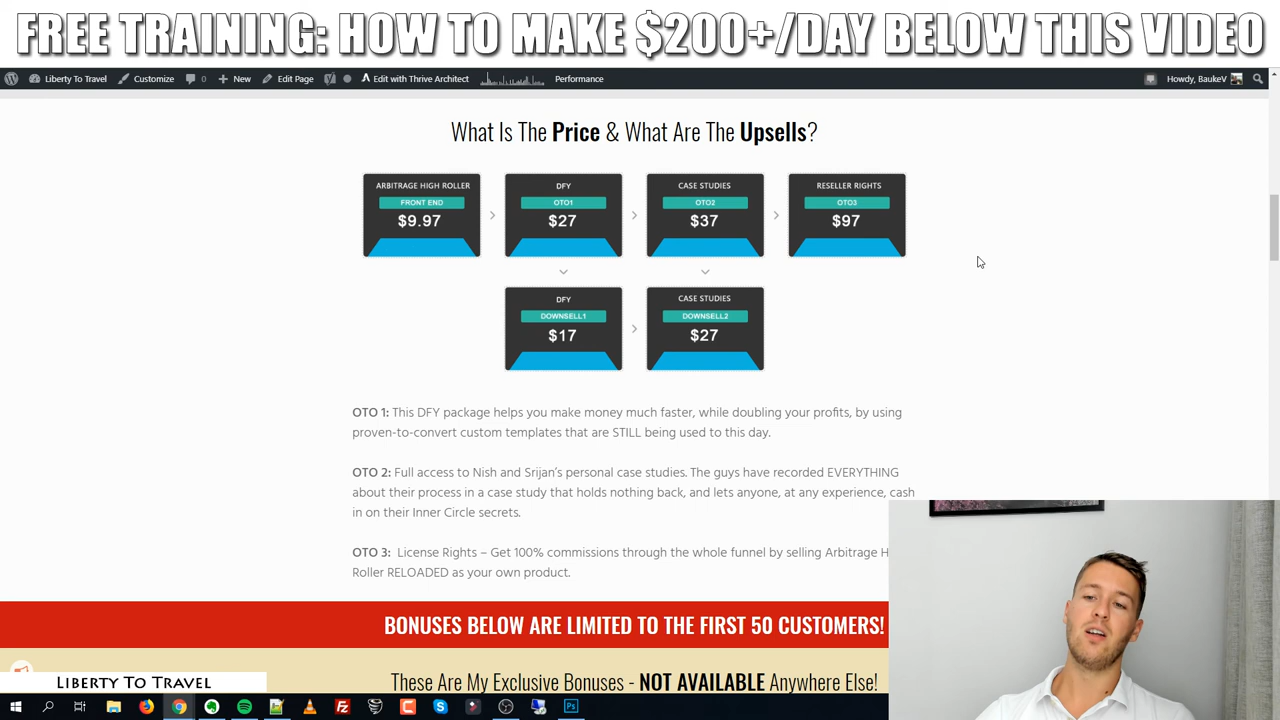 FREE TRAINING: HOW TO MAKE $200+/DAY BELOW THIS VIDEO
Liberty To Travel Customize 0 New Edit Page Edit with Thrive Architect Performance Howdy, BaukeV
What Is The Price & What Are The Upsells?
ARBITRAGE HIGH ROLLER
FRONT END
$9.97
DFY
OTO1
$27
CASE STUDIES
OTO2
$37
RESELLER RIGHTS
OTO3
$97
DFY
DOWNSELL1
$17
CASE STUDIES
DOWNSELL2
$27
OTO 1: This DFY package helps you make money much faster, while doubling your profits, by using
proven-to-convert custom templates that are STILL being used to this day.
OTO 2: Full access to Nish and Srijan's personal case studies. The guys have recorded EVERYTHING
about their process in a case study that holds nothing back, and lets anyone, at any experience, cash
in on their Inner Circle secrets.
OTO 3: License Rights – Get 100% commissions through the whole funnel by selling Arbitrage H
Roller RELOADED as your own product.
BONUSES BELOW ARE LIMITED TO THE FIRST 50 CUSTOMERS!
These Are My Exclusive Bonuses - NOT AVAILABLE Anywhere Else!
LIBERTY TO TRAVEL